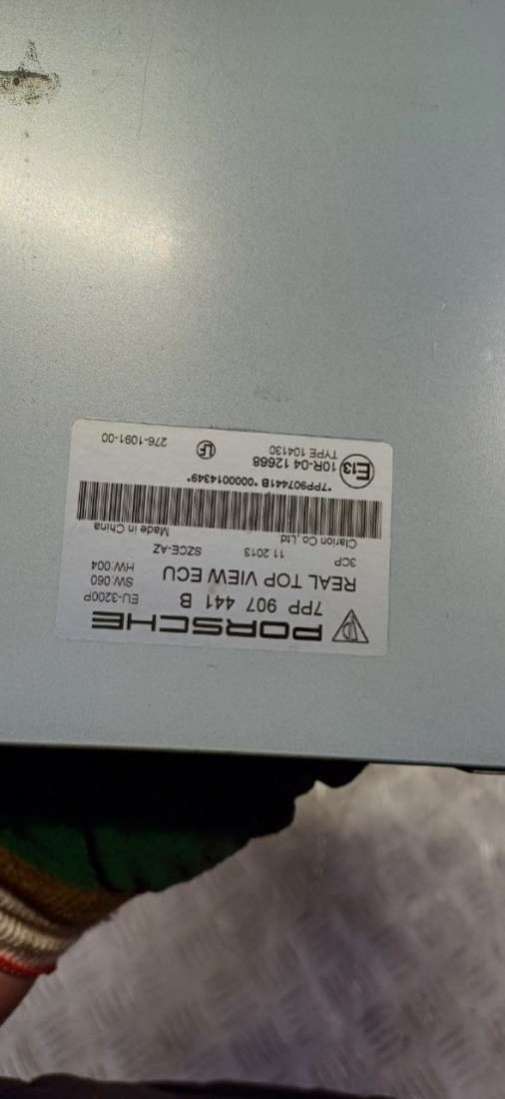 PORSCHE
7PP 907 441 B EU-3200P
REAL TOP VIEW ECU SW:060
HW:004
3CP 11 2013 SZCE-AZ
Clarion Co.,Ltd. Made in China
*7PP907441B*0000014349*
E13 10R-04 12668
TYPE 104130 LF 276-1091-00